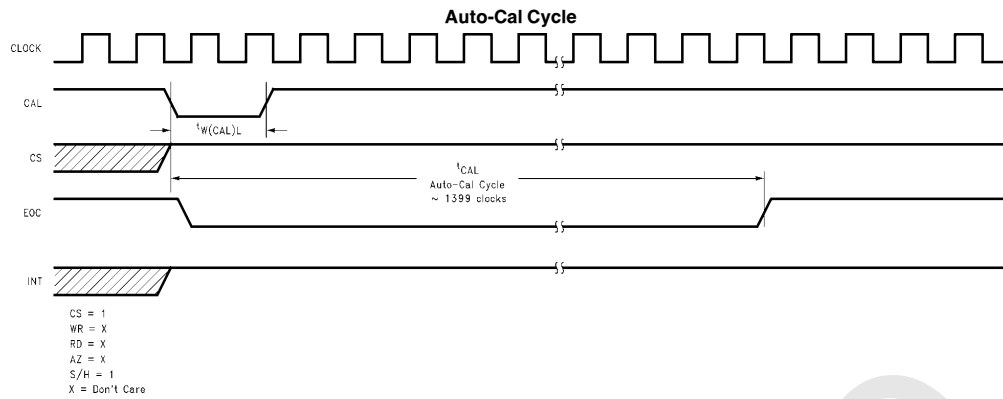 Auto-Cal Cycle
CLOCK
CAL
tW(CAL)L
CS
tCAL
Auto-Cal Cycle
~ 1399 clocks
EOC
INT
CS = 1
WR = X
RD = X
AZ = X
S/H = 1
X = Don't Care